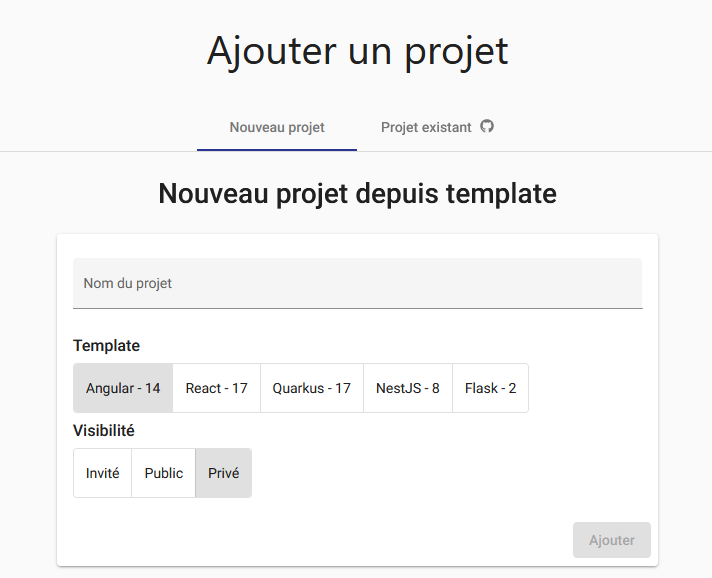 Ajouter un projet
Nouveau projet Projet existant
Nouveau projet depuis template
Nom du projet
Template
Angular - 14 React - 17 Quarkus - 17 NestJS - 8 Flask - 2
Visibilité
Invité Public Privé
Ajouter